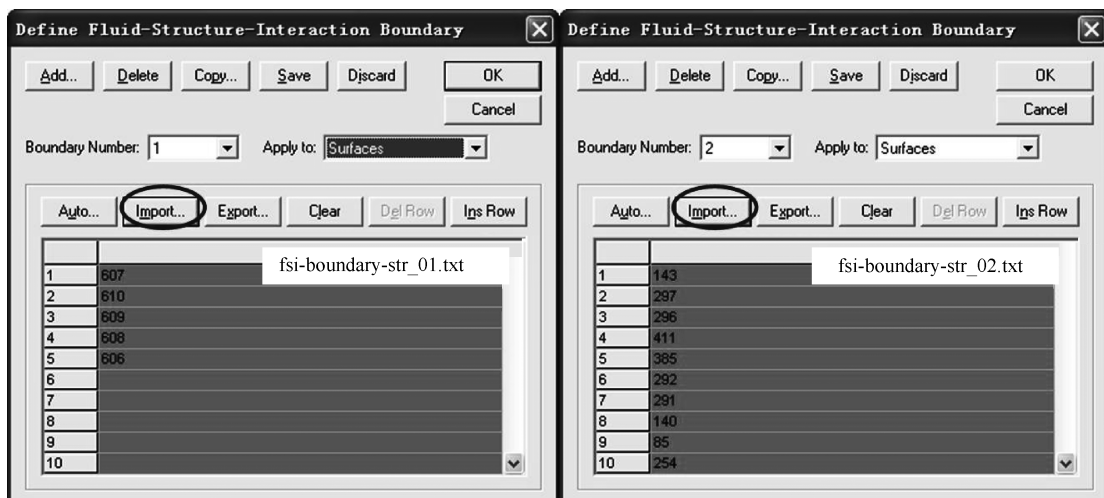 Define Fluid-Structure-Interaction Boundary
Add... Delete Copy... Save Discard OK
Cancel
Boundary Number: 1 Apply to: Surfaces
Auto... Import... Export... Clear Del Row Ins Row
fsi-boundary-str_01.txt
1 607
2 610
3 609
4 608
5 606
6
7
8
9
10
Define Fluid-Structure-Interaction Boundary
Add... Delete Copy... Save Discard OK
Cancel
Boundary Number: 2 Apply to: Surfaces
Auto... Import... Export... Clear Del Row Ins Row
fsi-boundary-str_02.txt
1 143
2 297
3 296
4 411
5 385
6 292
7 291
8 140
9 85
10 254